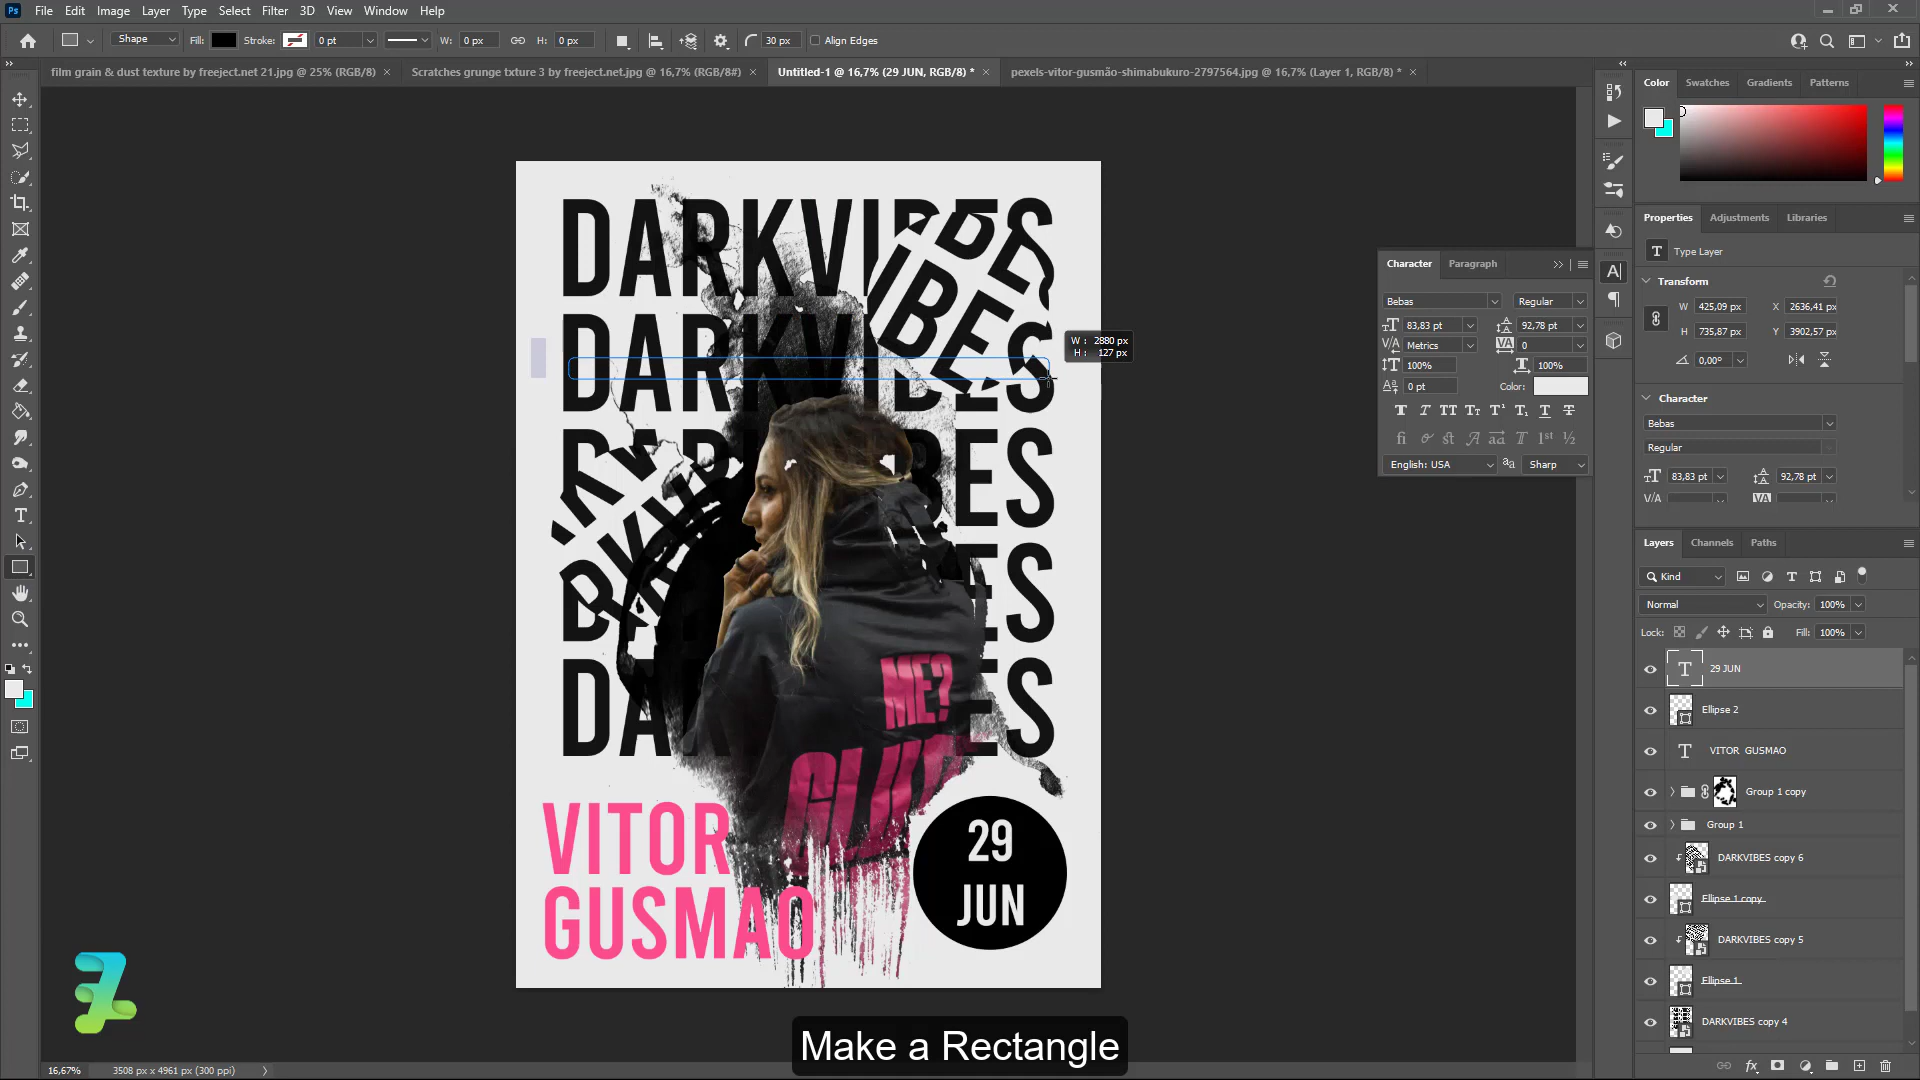 File Edit Image Layer Type Select Filter 3D View Window Help
Shape Fill: Stroke: 0 pt W: 0 px H: 0 px 30 px Align Edges
film grain & dust texture by freeject.net 21.jpg @ 25% (RGB/8) × Scratches grunge txture 3 by freeject.net.jpg @ 16,7% (RGB/8#) × Untitled-1 @ 16,7% (29 JUN, RGB/8) * × pexels-vitor-gusmão-shimabukuro-2797564.jpg @ 16,7% (Layer 1, RGB/8) * ×
DARKVIBES
VIBES
DARKVIBES
W : 2880 px
H : 127 px
ME?
VITOR
GUSMAO
29
JUN
Make a Rectangle
16,67% 3508 px x 4961 px (300 ppi)
Character Paragraph
Bebas Regular
83,83 pt 92,78 pt
Metrics 0
100% 100%
0 pt Color:
English: USA Sharp
Color Swatches Gradients Patterns
Properties Adjustments Libraries
Type Layer
Transform
W 425,09 px X 2636,41 px
H 735,87 px Y 3902,57 px
0,00°
Character
Bebas
Regular
83,83 pt 92,78 pt
Layers Channels Paths
Kind
Normal Opacity: 100%
Lock: Fill: 100%
29 JUN
Ellipse 2
VITOR GUSMAO
Group 1 copy
Group 1
DARKVIBES copy 6
Ellipse 1 copy
DARKVIBES copy 5
Ellipse 1
DARKVIBES copy 4